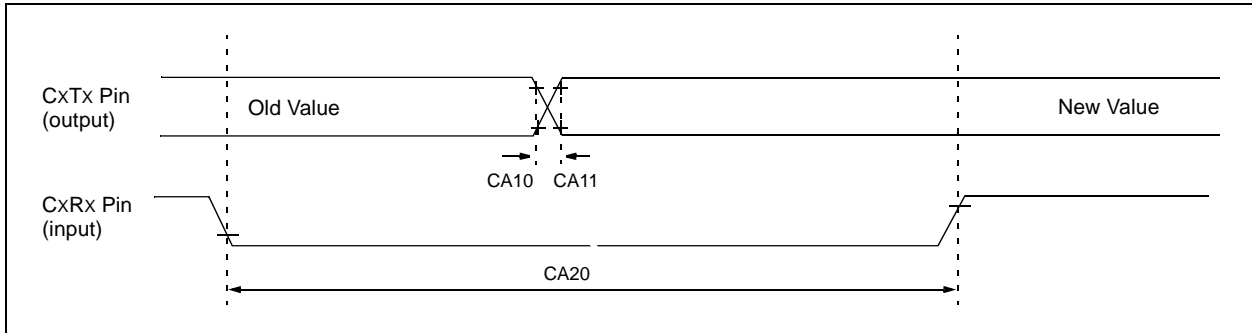 CxTx Pin
(output)
Old Value
New Value
CA10 CA11
CxRx Pin
(input)
CA20